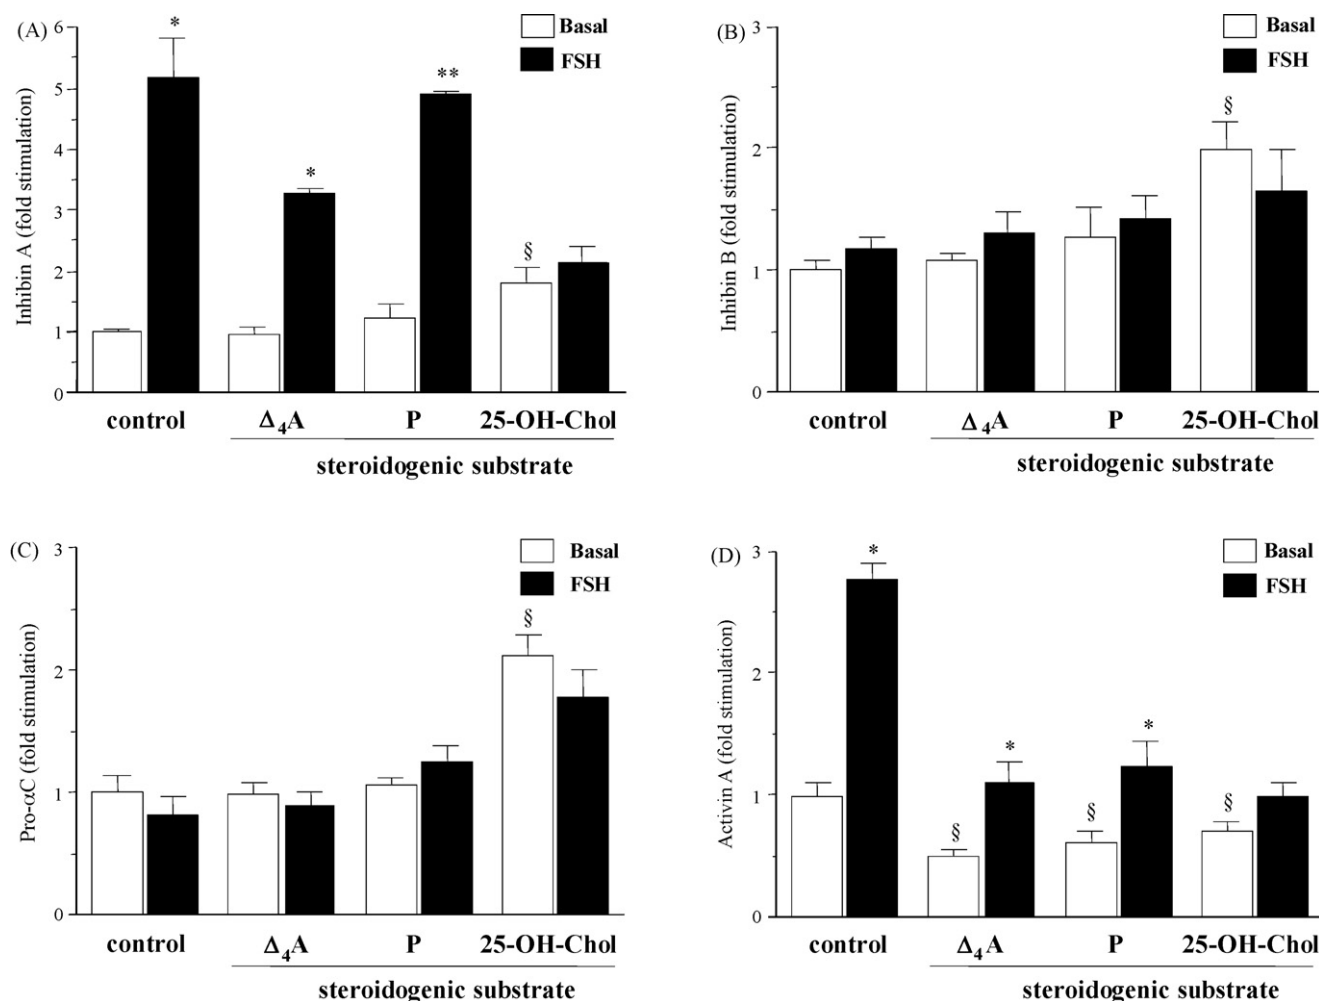 (A)
Inhibin A (fold stimulation)
6
5
4
3
2
1
0
Basal
FSH
*
*
**
§
control
Δ₄A
P
25-OH-Chol
steroidogenic substrate
(B)
Inhibin B (fold stimulation)
3
2
1
0
Basal
FSH
§
control
Δ₄A
P
25-OH-Chol
steroidogenic substrate
(C)
Pro-αC (fold stimulation)
3
2
1
0
Basal
FSH
§
control
Δ₄A
P
25-OH-Chol
steroidogenic substrate
(D)
Activin A (fold stimulation)
3
2
1
0
Basal
FSH
*
§
*
§
*
§
control
Δ₄A
P
25-OH-Chol
steroidogenic substrate